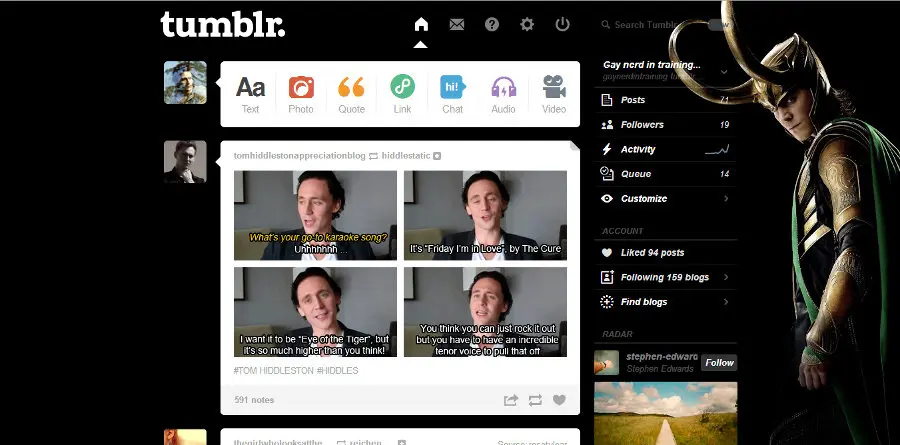 tumblr.
Search Tumblr
Aa
Text
Photo
Quote
Link
hi!
Chat
Audio
Video
Gay nerd in training...
gaynerdintraining.tumblr
Posts
71
Followers
19
Activity
Queue
14
Customize
ACCOUNT
Liked 94 posts
Following 159 blogs
Find blogs
RADAR
stephen-edward
Stephen Edwards
Follow
tomhiddlestonappreciationblog hiddlestatic
What's your go-to karaoke song?
Uhhhhhh ...
It's "Friday I'm in Love", by The Cure
I want it to be "Eye of the Tiger", but
it's so much higher than you think!
You think you can just rock it out
but you have to have an incredible
tenor voice to pull that off
#TOM HIDDLESTON #HIDDLES
591 notes